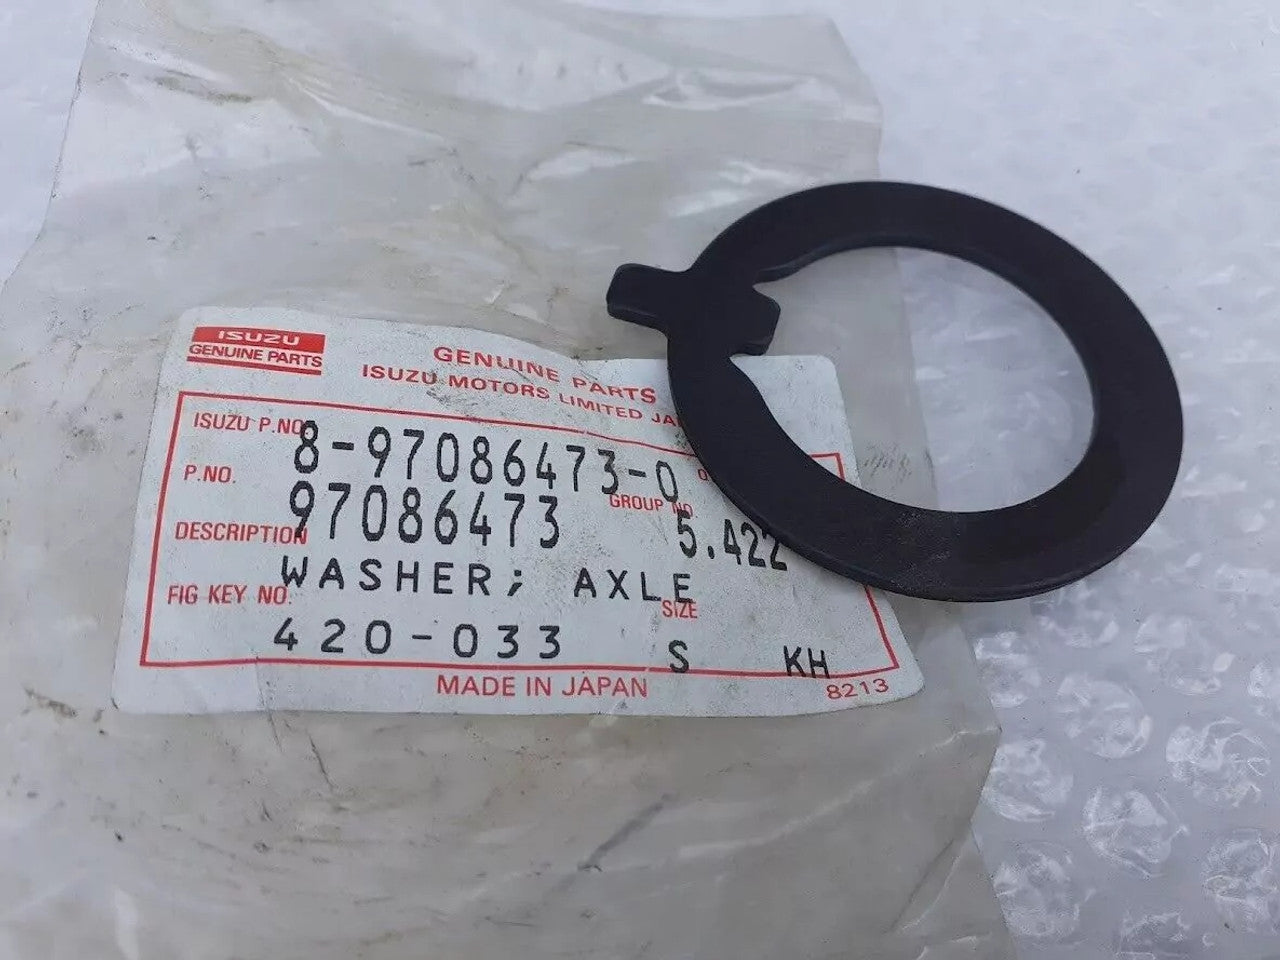 ISUZU
GENUINE PARTS
GENUINE PARTS
ISUZU MOTORS LIMITED
ISUZU P.NO. 8-97086473-0
P.NO. 97086473
GROUP NO. 5.422
DESCRIPTION WASHER; AXLE
FIG KEY NO. 420-033
SIZE S KH
MADE IN JAPAN
8213